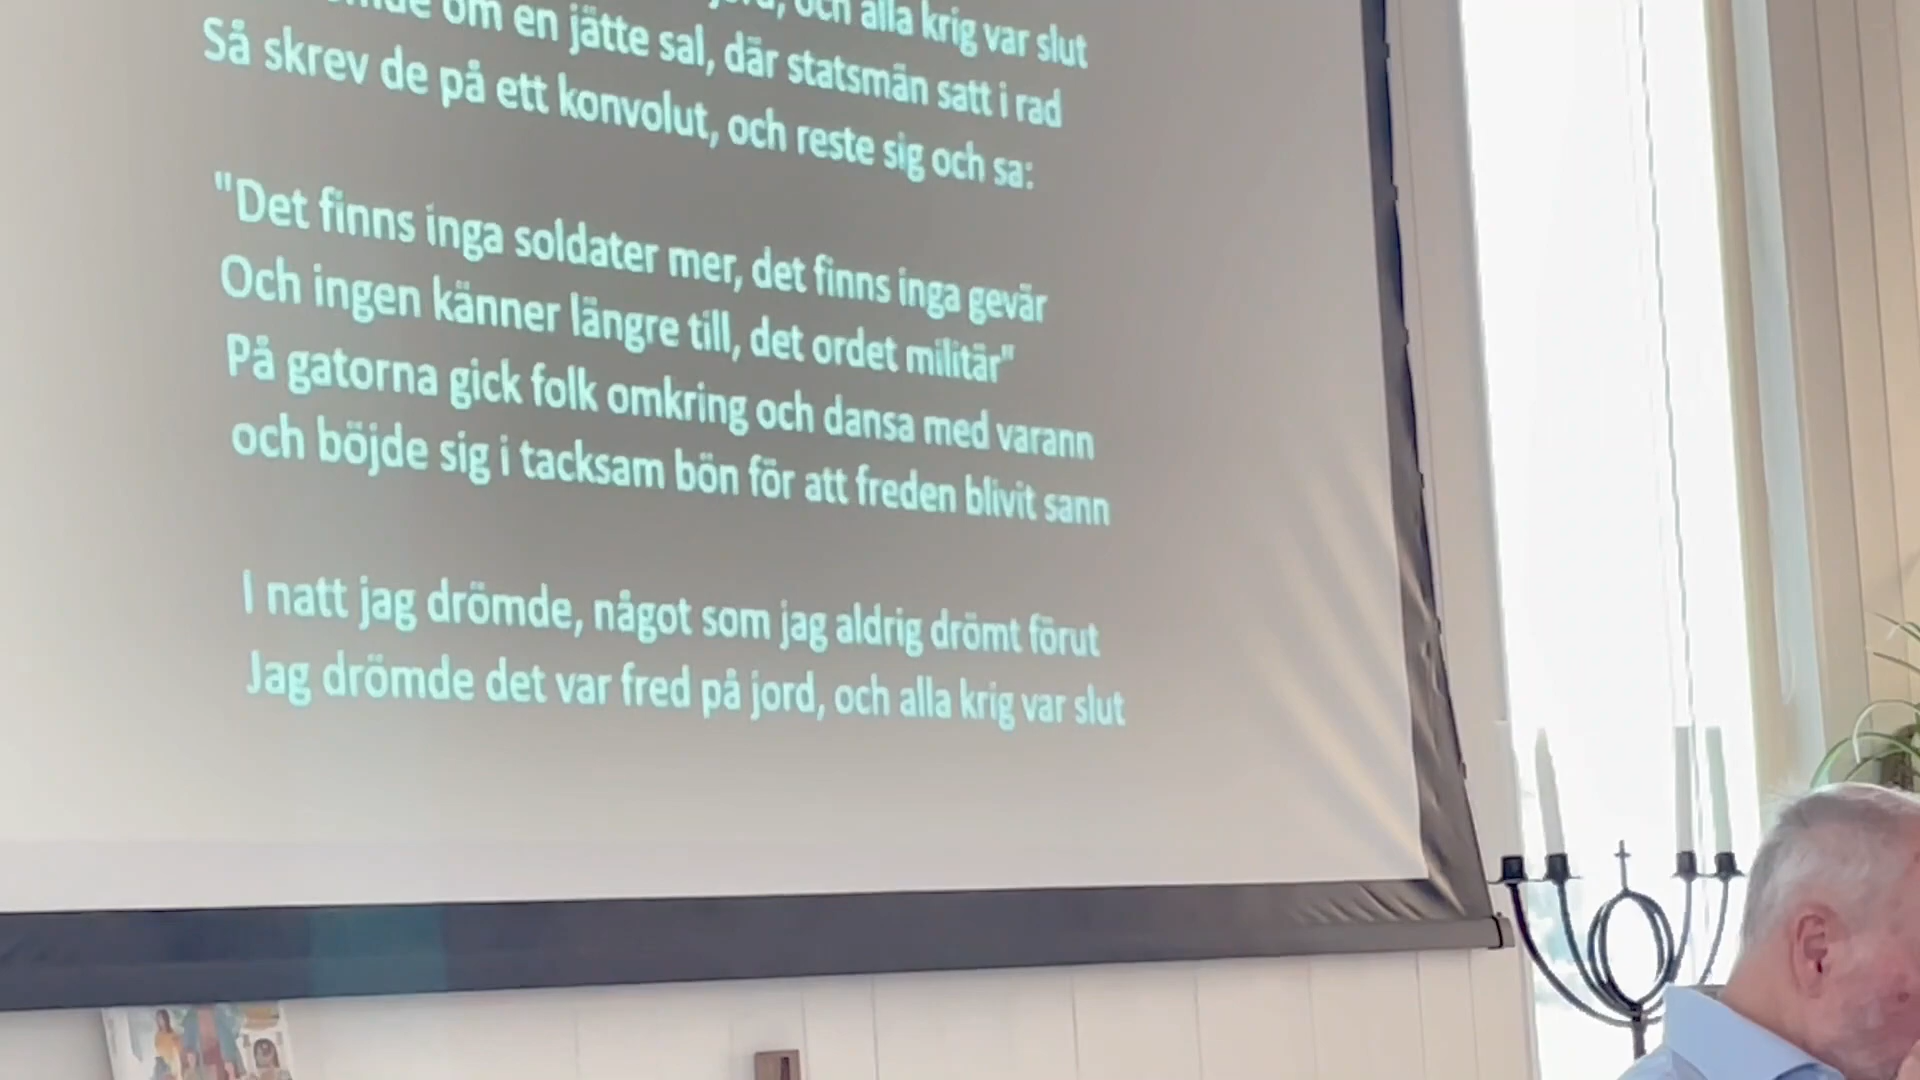 och alla krig var slut
om en jätte sal, där statsmän satt i rad
Så skrev de på ett konvolut, och reste sig och sa:
"Det finns inga soldater mer, det finns inga gevär
Och ingen känner längre till, det ordet militär"
På gatorna gick folk omkring och dansa med varann
och böjde sig i tacksam bön för att freden blivit sann
I natt jag drömde, något som jag aldrig drömt förut
Jag drömde det var fred på jord, och alla krig var slut